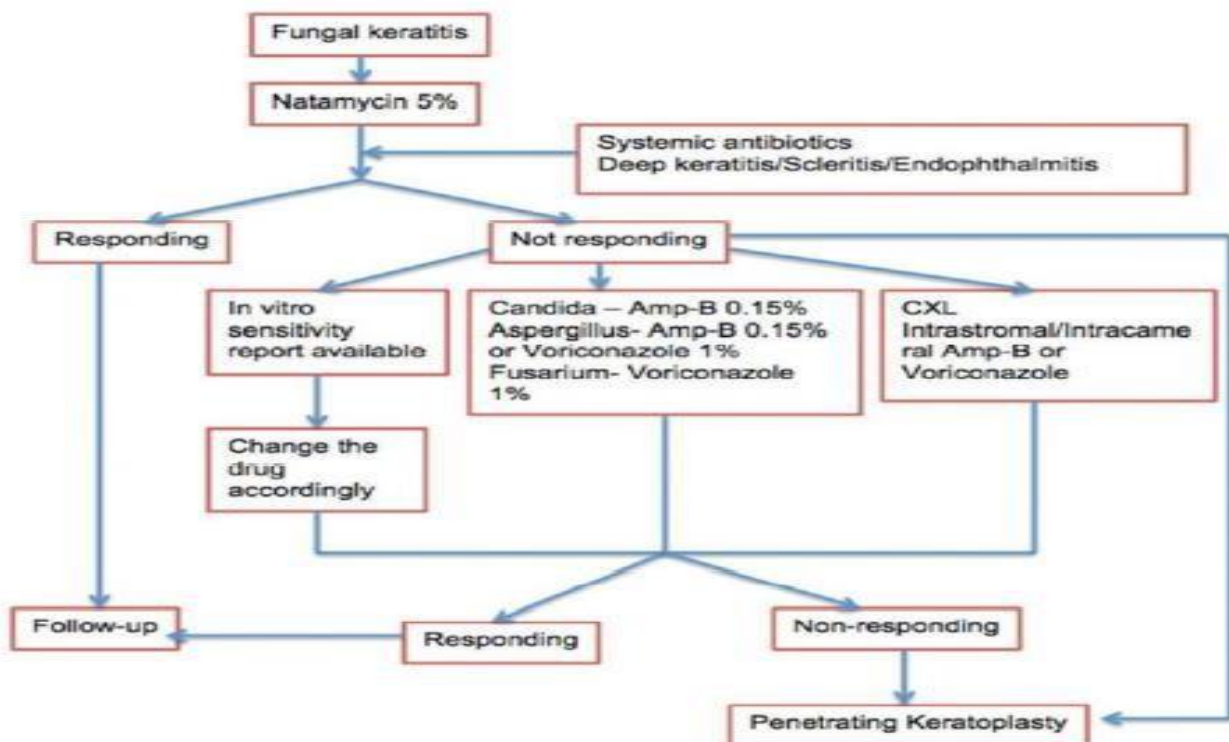 Fungal keratitis
Natamycin 5%
Systemic antibiotics
Deep keratitis/Scleritis/Endophthalmitis
Responding
Not responding
In vitro
sensitivity
report available
Candida – Amp-B 0.15%
Aspergillus- Amp-B 0.15%
or Voriconazole 1%
Fusarium- Voriconazole
1%
CXL
Intrastromal/Intracame
ral Amp-B or
Voriconazole
Change the
drug
accordingly
Follow-up
Responding
Non-responding
Penetrating Keratoplasty